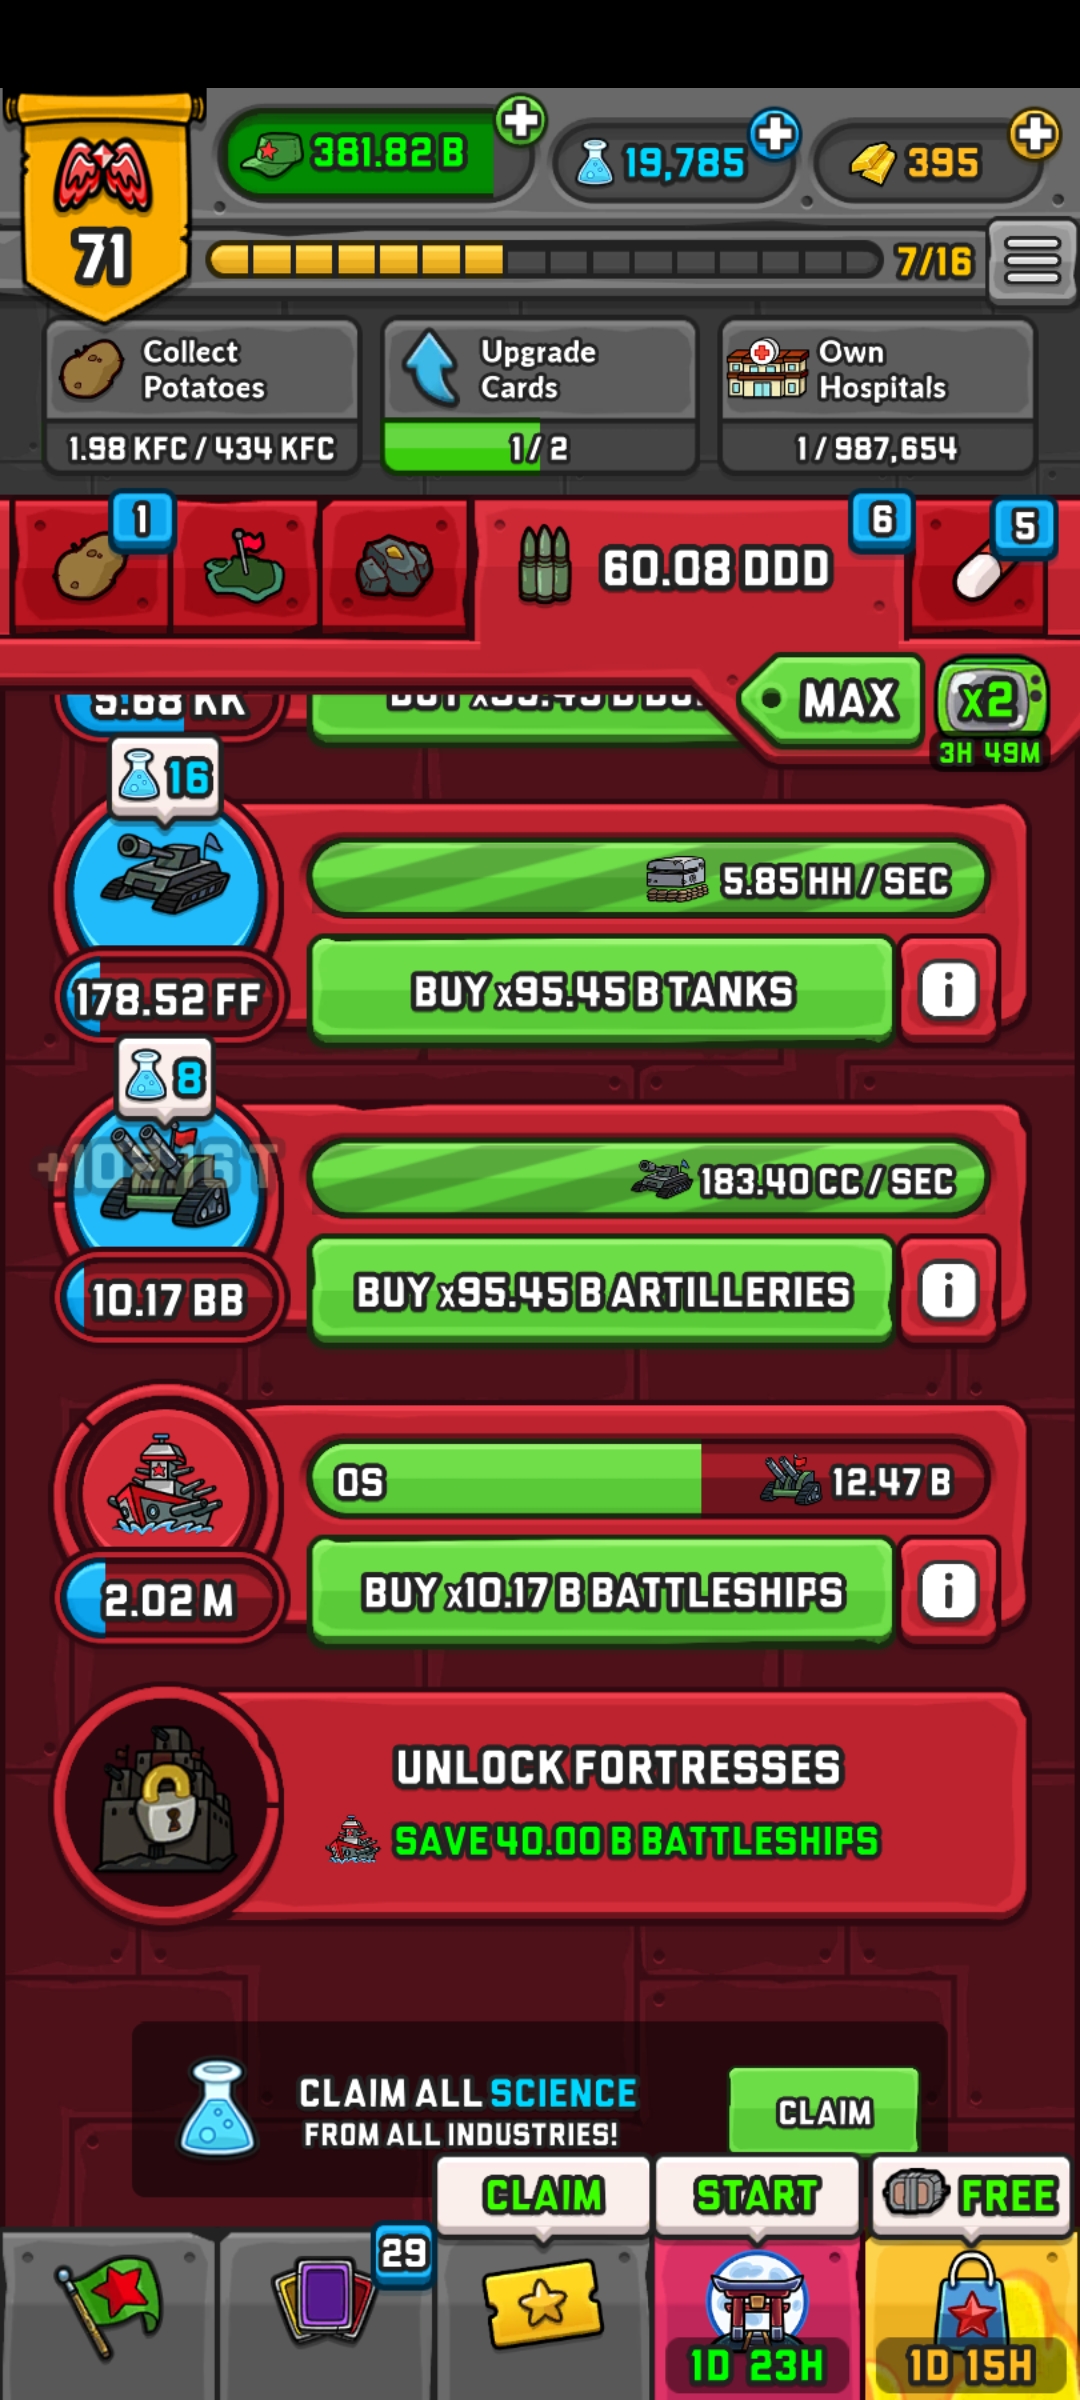 71
381.82 B
19,785
395
7/16
Collect
Potatoes
1.98 KFC / 434 KFC
Upgrade
Cards
1 / 2
Own
Hospitals
1 / 987,654
1
60.08 DDD
6
5
MAX
x2
3H 49M
5.68 KK
16
5.85 HH / SEC
178.52 FF
BUY x95.45 B TANKS
i
8
183.40 CC / SEC
10.17 BB
BUY x95.45 B ARTILLERIES
i
0S
12.47 B
2.02 M
BUY x10.17 B BATTLESHIPS
i
UNLOCK FORTRESSES
SAVE 40.00 B BATTLESHIPS
CLAIM ALL SCIENCE
FROM ALL INDUSTRIES!
CLAIM
CLAIM
START
FREE
29
1D 23H
1D 15H